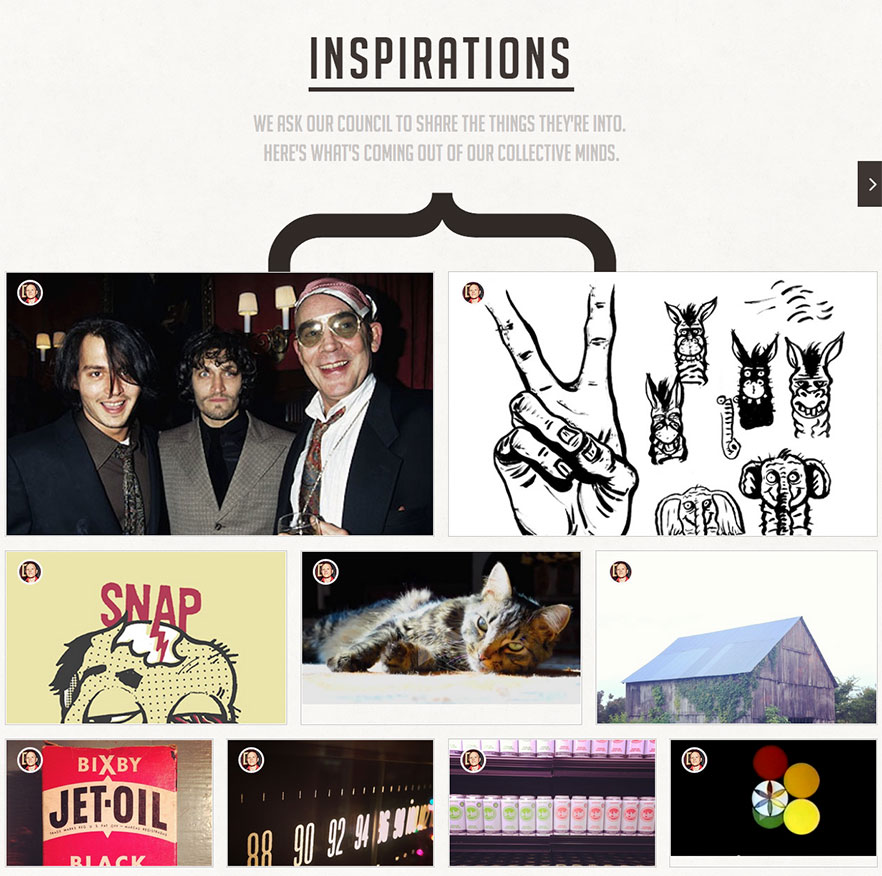 INSPIRATIONS
WE ASK OUR COUNCIL TO SHARE THE THINGS THEY'RE INTO.
HERE'S WHAT'S COMING OUT OF OUR COLLECTIVE MINDS.
SNAP
BIXBY
JET-OIL
BLACK
88 90 92 94 96